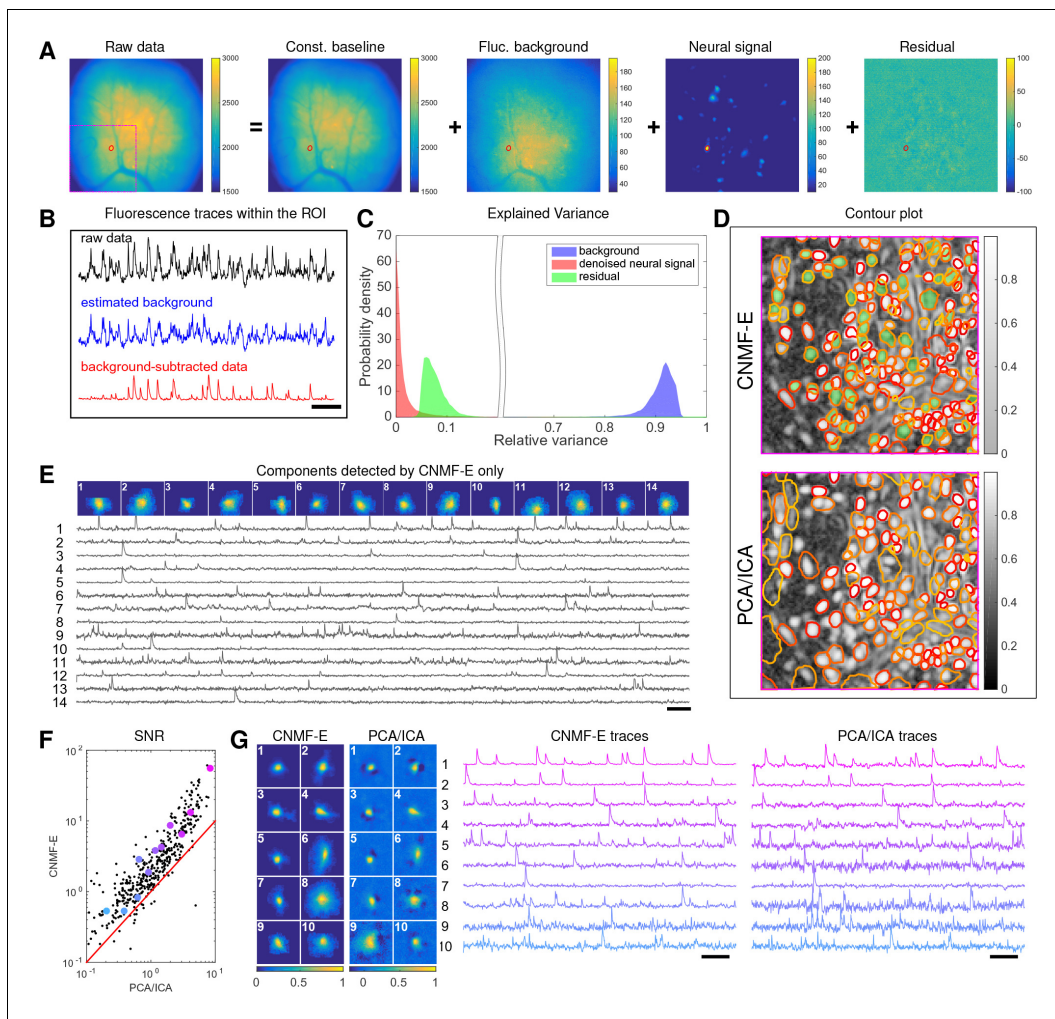 A
Raw data
Const. baseline
Fluc. background
Neural signal
Residual
3000
2500
2000
1500
=
3000
2500
2000
1500
+
180
160
140
120
100
80
60
40
+
200
180
160
140
120
100
80
60
40
20
0
+
100
50
0
-50
-100
B
Fluorescence traces within the ROI
raw data
estimated background
background-subtracted data
C
Explained Variance
Probability density
70
60
50
40
30
20
10
0
background
denoised neural signal
residual
0.1 0.7 0.8 0.9 1
Relative variance
D
Contour plot
CNMF-E
0.8
0.6
0.4
0.2
0
PCA/ICA
0.8
0.6
0.4
0.2
0
E
Components detected by CNMF-E only
1 2 3 4 5 6 7 8 9 10 11 12 13 14
1
2
3
4
5
6
7
8
9
10
11
12
13
14
F
SNR
CNMF-E
10^2
10^1
10^0
10^-1
10^-1 10^0 10^1
PCA/ICA
G
CNMF-E
PCA/ICA
1 2
3 4
5 6
7 8
9 10
0 0.5 1
1 2
3 4
5 6
7 8
9 10
0 0.5 1
CNMF-E traces
PCA/ICA traces
1
2
3
4
5
6
7
8
9
10